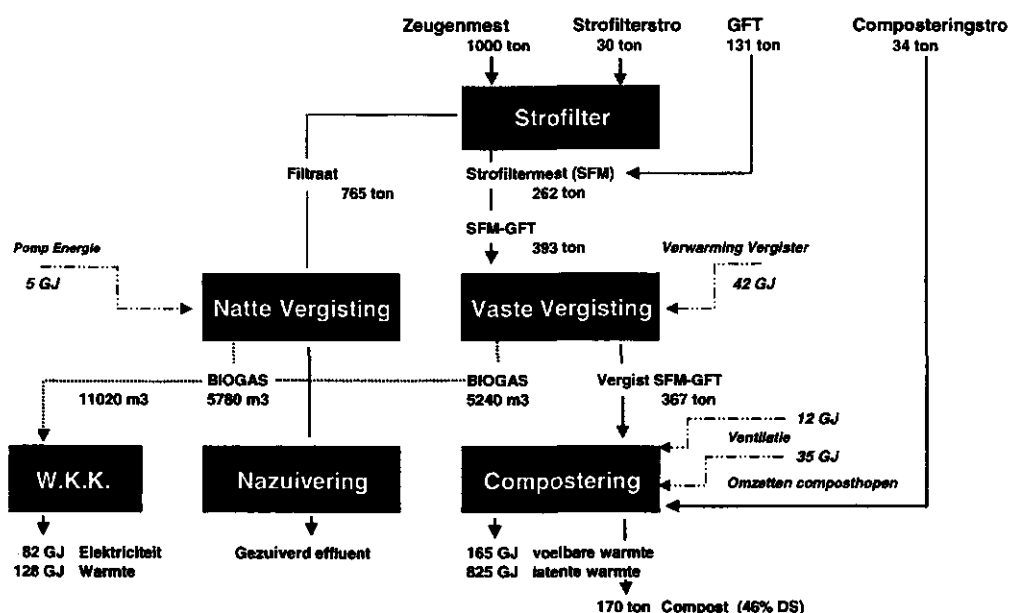 Zeugenmest Strofilterstro GFT Composteringstro
1000 ton 30 ton 131 ton 34 ton
Strofilter
Filtraat Strofiltermest (SFM)
765 ton 262 ton
SFM-GFT
393 ton
Pomp Energie Verwarming Vergister
5 GJ 42 GJ
Natte Vergisting Vaste Vergisting
BIOGAS BIOGAS Vergist SFM-GFT
11020 m3 5780 m3 5240 m3 367 ton
12 GJ
Ventilatie
W.K.K. Nazuivering Compostering 35 GJ
Omzetten composthopen
82 GJ Elektriciteit Gezuiverd effluent 165 GJ voelbare warmte
128 GJ Warmte 825 GJ latente warmte
170 ton Compost (46% DS)